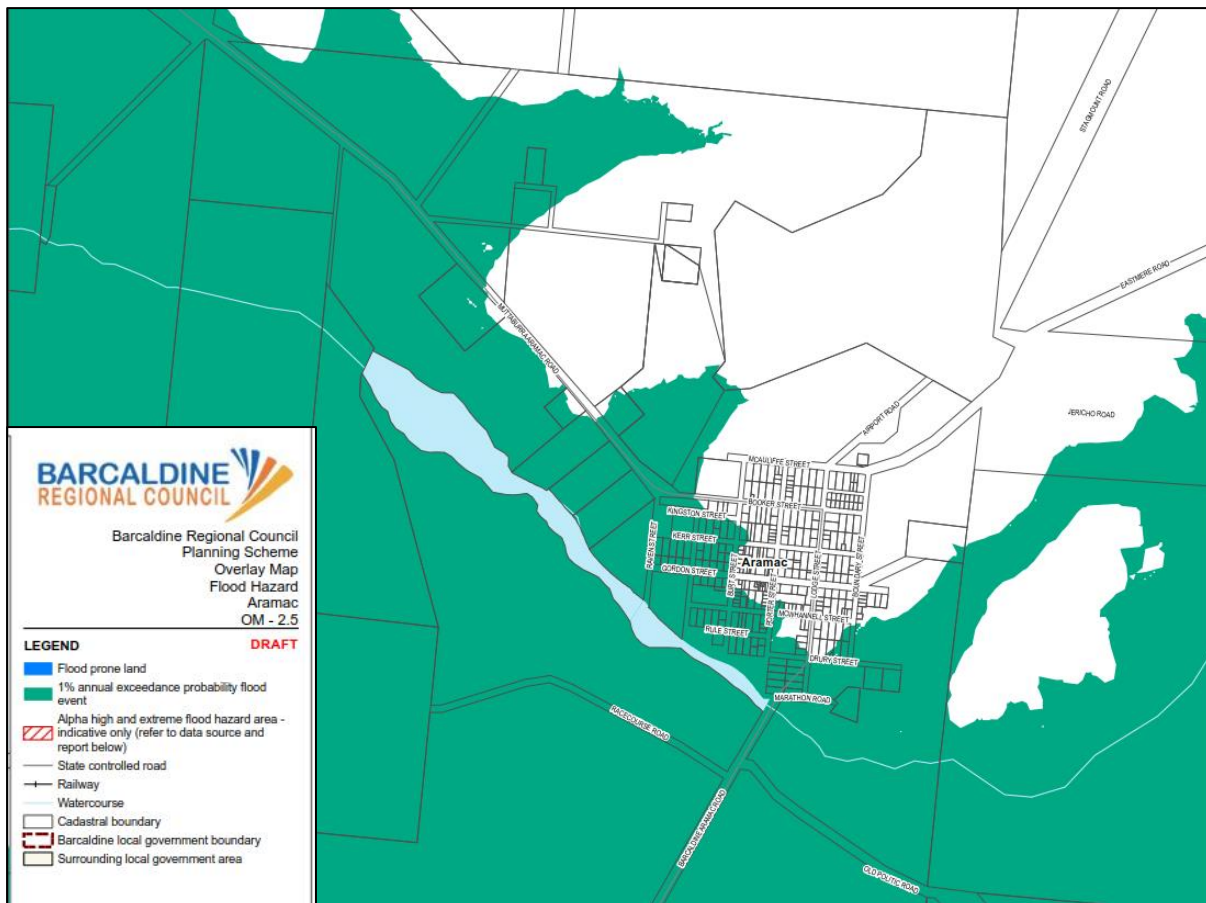 STAGMOUNT ROAD
EASTMERE ROAD
MUTTABURRA ARAMAC ROAD
JERICHO ROAD
AIRPORT ROAD
MCAULIFFE STREET
BOOKER STREET
KINGSTON STREET
KERR STREET
RAVEN STREET
Aramac
GORDON STREET
BURT STREET
PORTER STREET
LODGE STREET
BOUNDARY STREET
MCWHANNELL STREET
RULE STREET
DRURY STREET
MARATHON ROAD
RACECOURSE ROAD
BARCALDINE ARAMAC ROAD
OLD POLITIC ROAD
BARCALDINE
REGIONAL COUNCIL
Barcaldine Regional Council
Planning Scheme
Overlay Map
Flood Hazard
Aramac
OM - 2.5
LEGEND DRAFT
Flood prone land
1% annual exceedance probability flood
event
Alpha high and extreme flood hazard area -
indicative only (refer to data source and
report below)
State controlled road
Railway
Watercourse
Cadastral boundary
Barcaldine local government boundary
Surrounding local government area